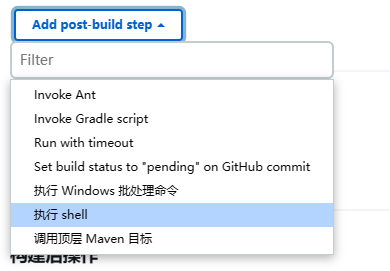 Add post-build step
Filter
Invoke Ant
Invoke Gradle script
Run with timeout
Set build status to "pending" on GitHub commit
执行 Windows 批处理命令
执行 shell
调用顶层 Maven 目标
构建后操作